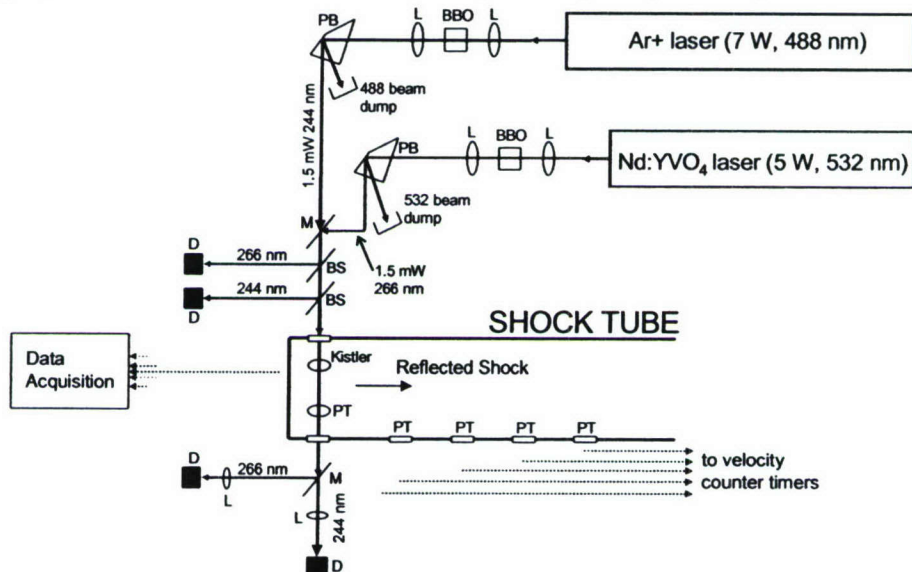 PB
L
BBO
L
Ar+ laser (7 W, 488 nm)
488 beam
dump
1.5 mW 244 nm
PB
L
BBO
L
Nd:YVO₄ laser (5 W, 532 nm)
532 beam
dump
M
D
266 nm
BS
1.5 mW
266 nm
244 nm
BS
D
SHOCK TUBE
Data
Acquisition
Kistler
Reflected Shock
PT
PT
PT
PT
PT
D
266 nm
L
M
to velocity
counter timers
L
244 nm
D